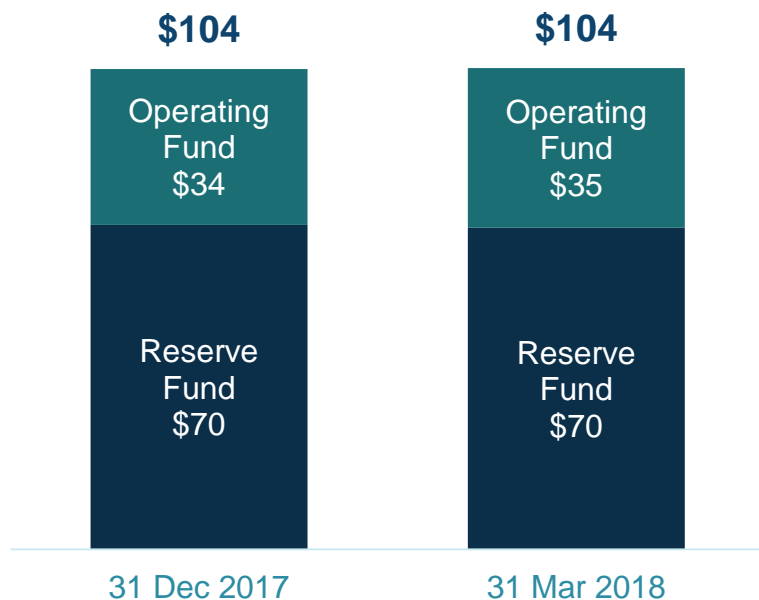 $104
Operating
Fund
$34
Reserve
Fund
$70
31 Dec 2017
$104
Operating
Fund
$35
Reserve
Fund
$70
31 Mar 2018